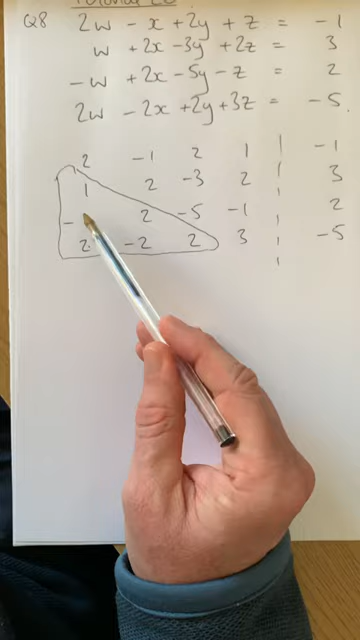 Q8 2w - x + 2y + z = -1
w + 2x - 3y + 2z = 3
-w + 2x - 5y - z = 2
2w - 2x + 2y + 3z = -5.
2 -1 2 1 | -1
1 2 -3 2 | 3
- 2 -5 -1 | 2
2 -2 2 3 | -5